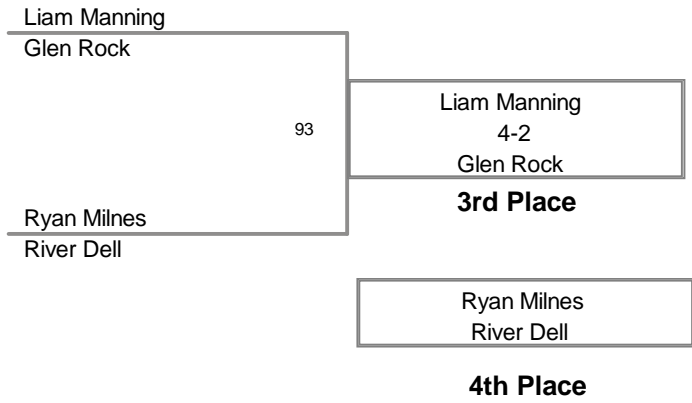 Liam Manning
Glen Rock
93
Liam Manning
4-2
Glen Rock
3rd Place
Ryan Milnes
River Dell
Ryan Milnes
River Dell
4th Place